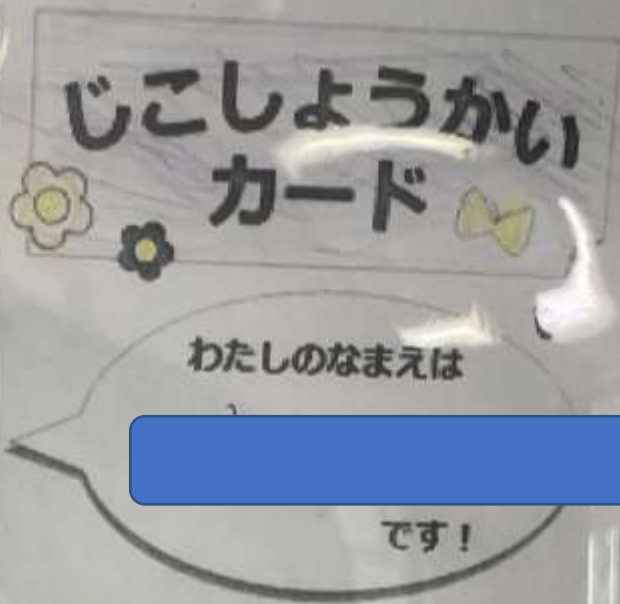 じこしょうかい
カード
わたしのなまえは
です！